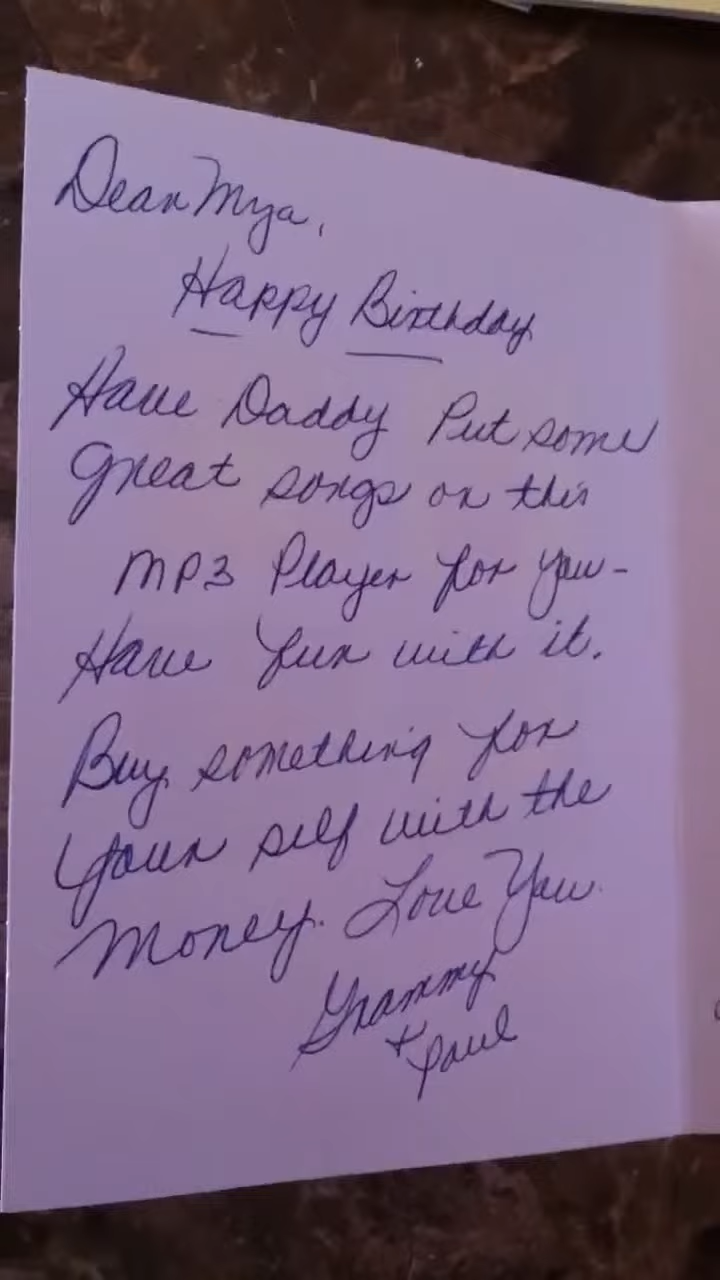 Dear Mya,
Happy Birthday
Have Daddy Put some
great songs on this
MP3 Player for you-
Have fun with it.
Buy something for
your self with the
Money. Love You.
Grammy
+ Paul